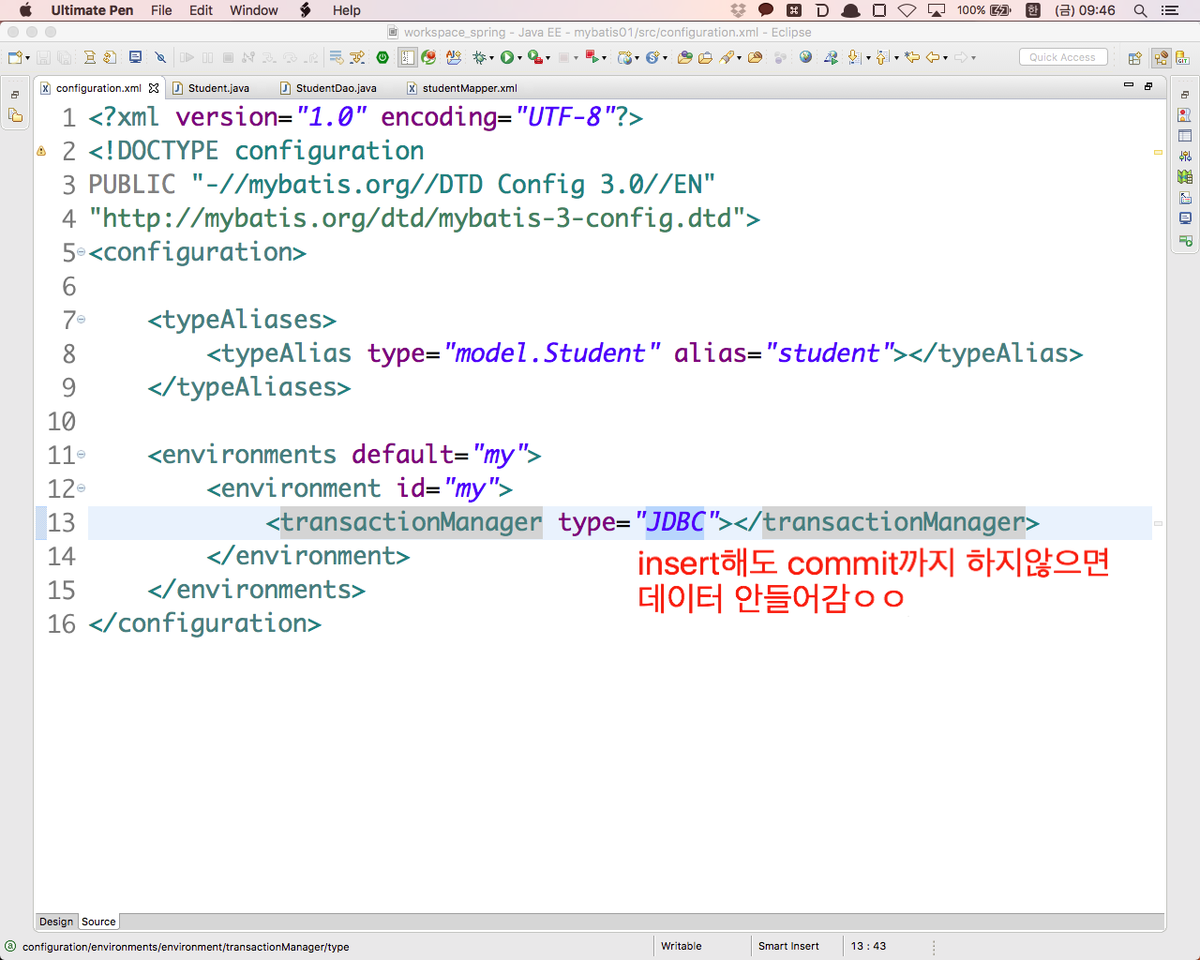 Ultimate Pen File Edit Window Help 100% 한 (금) 09:46
workspace_spring - Java EE - mybatis01/src/configuration.xml - Eclipse
Quick Access
configuration.xml Student.java StudentDao.java studentMapper.xml
1 <?xml version="1.0" encoding="UTF-8"?>
2 <!DOCTYPE configuration
3 PUBLIC "-//mybatis.org//DTD Config 3.0//EN"
4 "http://mybatis.org/dtd/mybatis-3-config.dtd">
5 <configuration>
6
7 <typeAliases>
8 <typeAlias type="model.Student" alias="student"></typeAlias>
9 </typeAliases>
10
11 <environments default="my">
12 <environment id="my">
13 <transactionManager type="JDBC"></transactionManager>
14 </environment>
insert해도 commit까지 하지않으면
15 </environments>
데이터 안들어감ㅇㅇ
16 </configuration>
Design Source
configuration/environments/environment/transactionManager/type Writable Smart Insert 13 : 43